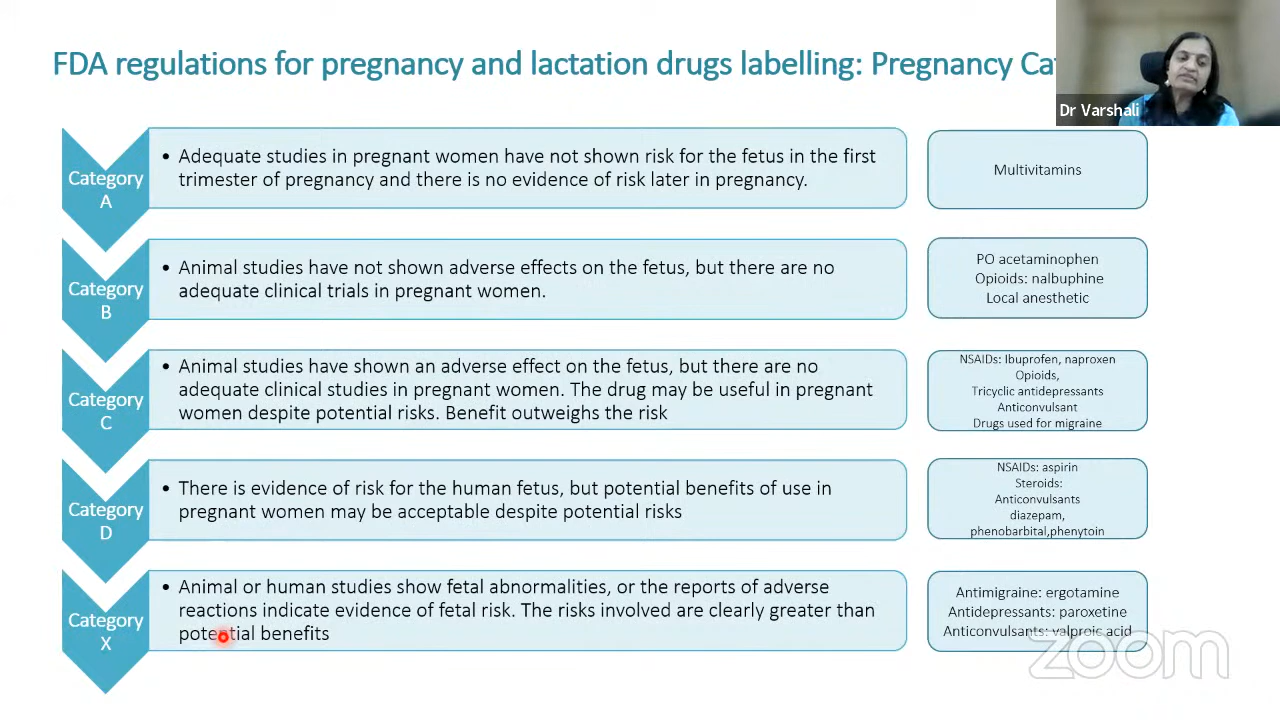 FDA regulations for pregnancy and lactation drugs labelling: Pregnancy
Dr Varshali
Category
A
• Adequate studies in pregnant women have not shown risk for the fetus in the first
trimester of pregnancy and there is no evidence of risk later in pregnancy.
Multivitamins
Category
B
• Animal studies have not shown adverse effects on the fetus, but there are no
adequate clinical trials in pregnant women.
PO acetaminophen
Opioids: nalbuphine
Local anesthetic
Category
C
• Animal studies have shown an adverse effect on the fetus, but there are no
adequate clinical studies in pregnant women. The drug may be useful in pregnant
women despite potential risks. Benefit outweighs the risk
NSAIDs: Ibuprofen, naproxen
Opioids,
Tricyclic antidepressants
Anticonvulsant
Drugs used for migraine
Category
D
• There is evidence of risk for the human fetus, but potential benefits of use in
pregnant women may be acceptable despite potential risks
NSAIDs: aspirin
Steroids:
Anticonvulsants
diazepam,
phenobarbital,phenytoin
Category
X
• Animal or human studies show fetal abnormalities, or the reports of adverse
reactions indicate evidence of fetal risk. The risks involved are clearly greater than
potential benefits
Antimigraine: ergotamine
Antidepressants: paroxetine
Anticonvulsants: valproic acid
zoom